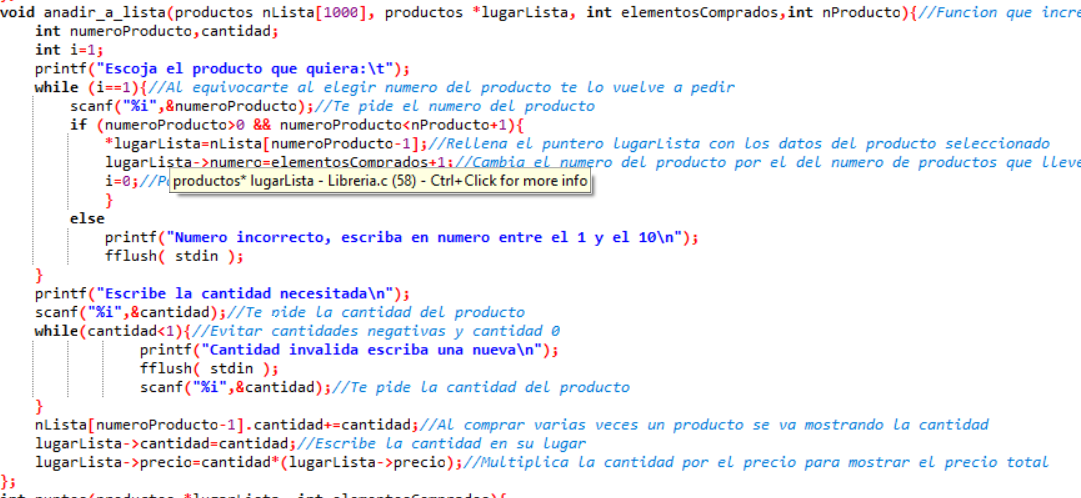 void anadir_a_lista(productos nLista[1000], productos *lugarLista, int elementosComprados,int nProducto){//Funcion que incre
int numeroProducto,cantidad;
int i=1;
printf("Escoja el producto que quiera:\t");
while (i==1){//Al equivocarte al elegir numero del producto te lo vuelve a pedir
scanf("%i",&numeroProducto);//Te pide el numero del producto
if (numeroProducto>0 && numeroProducto<nProducto+1){
*lugarLista=nLista[numeroProducto-1];//Rellena el puntero lugarLista con los datos del producto seleccionado
lugarLista->numero=elementosComprados+1;//Cambia el numero del producto por el del numero de productos que lleve
i=0;//P
productos* lugarLista - Libreria.c (58) - Ctrl+Click for more info
}
else
printf("Numero incorrecto, escriba en numero entre el 1 y el 10\n");
fflush( stdin );
}
printf("Escribe la cantidad necesitada\n");
scanf("%i",&cantidad);//Te pide la cantidad del producto
while(cantidad<1){//Evitar cantidades negativas y cantidad 0
printf("Cantidad invalida escriba una nueva\n");
fflush( stdin );
scanf("%i",&cantidad);//Te pide la cantidad del producto
}
nLista[numeroProducto-1].cantidad+=cantidad;//Al comprar varias veces un producto se va mostrando la cantidad
lugarLista->cantidad=cantidad;//Escribe la cantidad en su lugar
lugarLista->precio=cantidad*(lugarLista->precio);//Multiplica la cantidad por el precio para mostrar el precio total
};